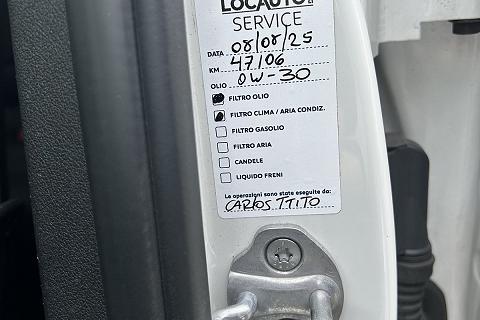 LOCAUTO
SERVICE
DATA 08/08/25
KM 47106
OLIO 0W-30
FILTRO OLIO
FILTRO CLIMA / ARIA CONDIZ.
FILTRO GASOLIO
FILTRO ARIA
CANDELE
LIQUIDO FRENI
Le operazioni sono state eseguite da:
CARLOS TTITO